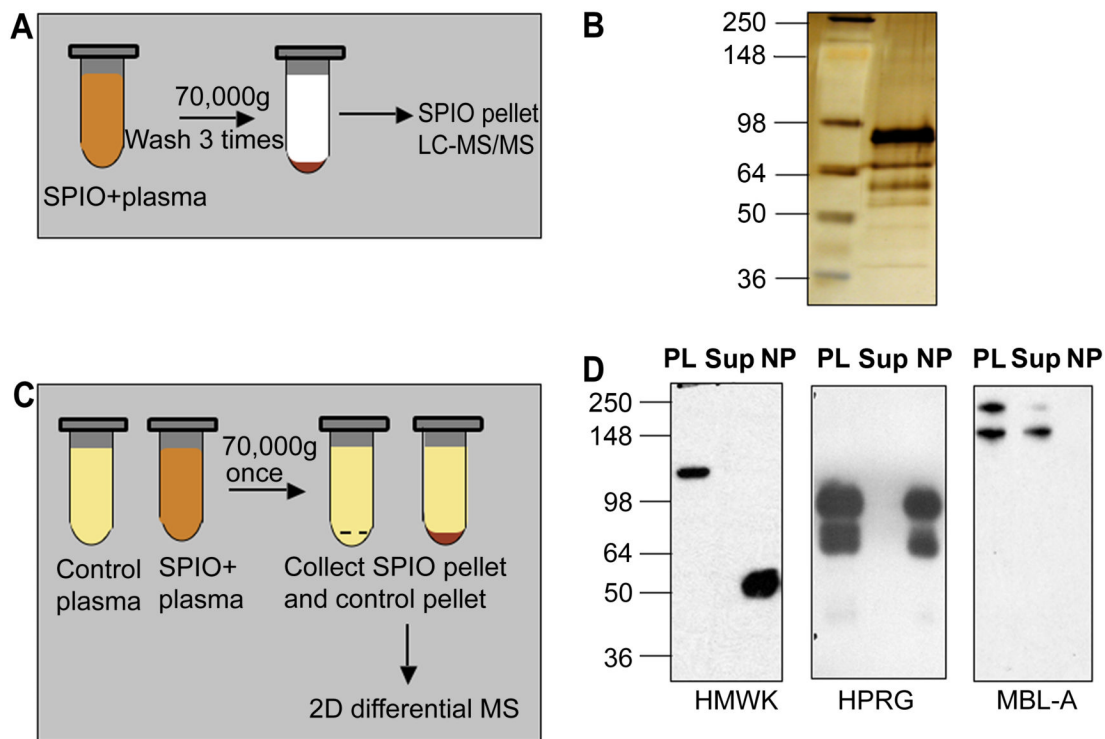 A
70,000g
Wash 3 times
SPIO pellet
LC-MS/MS
SPIO+plasma
B
250
148
98
64
50
36
C
70,000g
once
Control
plasma
SPIO+
plasma
Collect SPIO pellet
and control pellet
2D differential MS
D
PL Sup NP
PL Sup NP
PL Sup NP
250
148
98
64
50
36
HMWK
HPRG
MBL-A